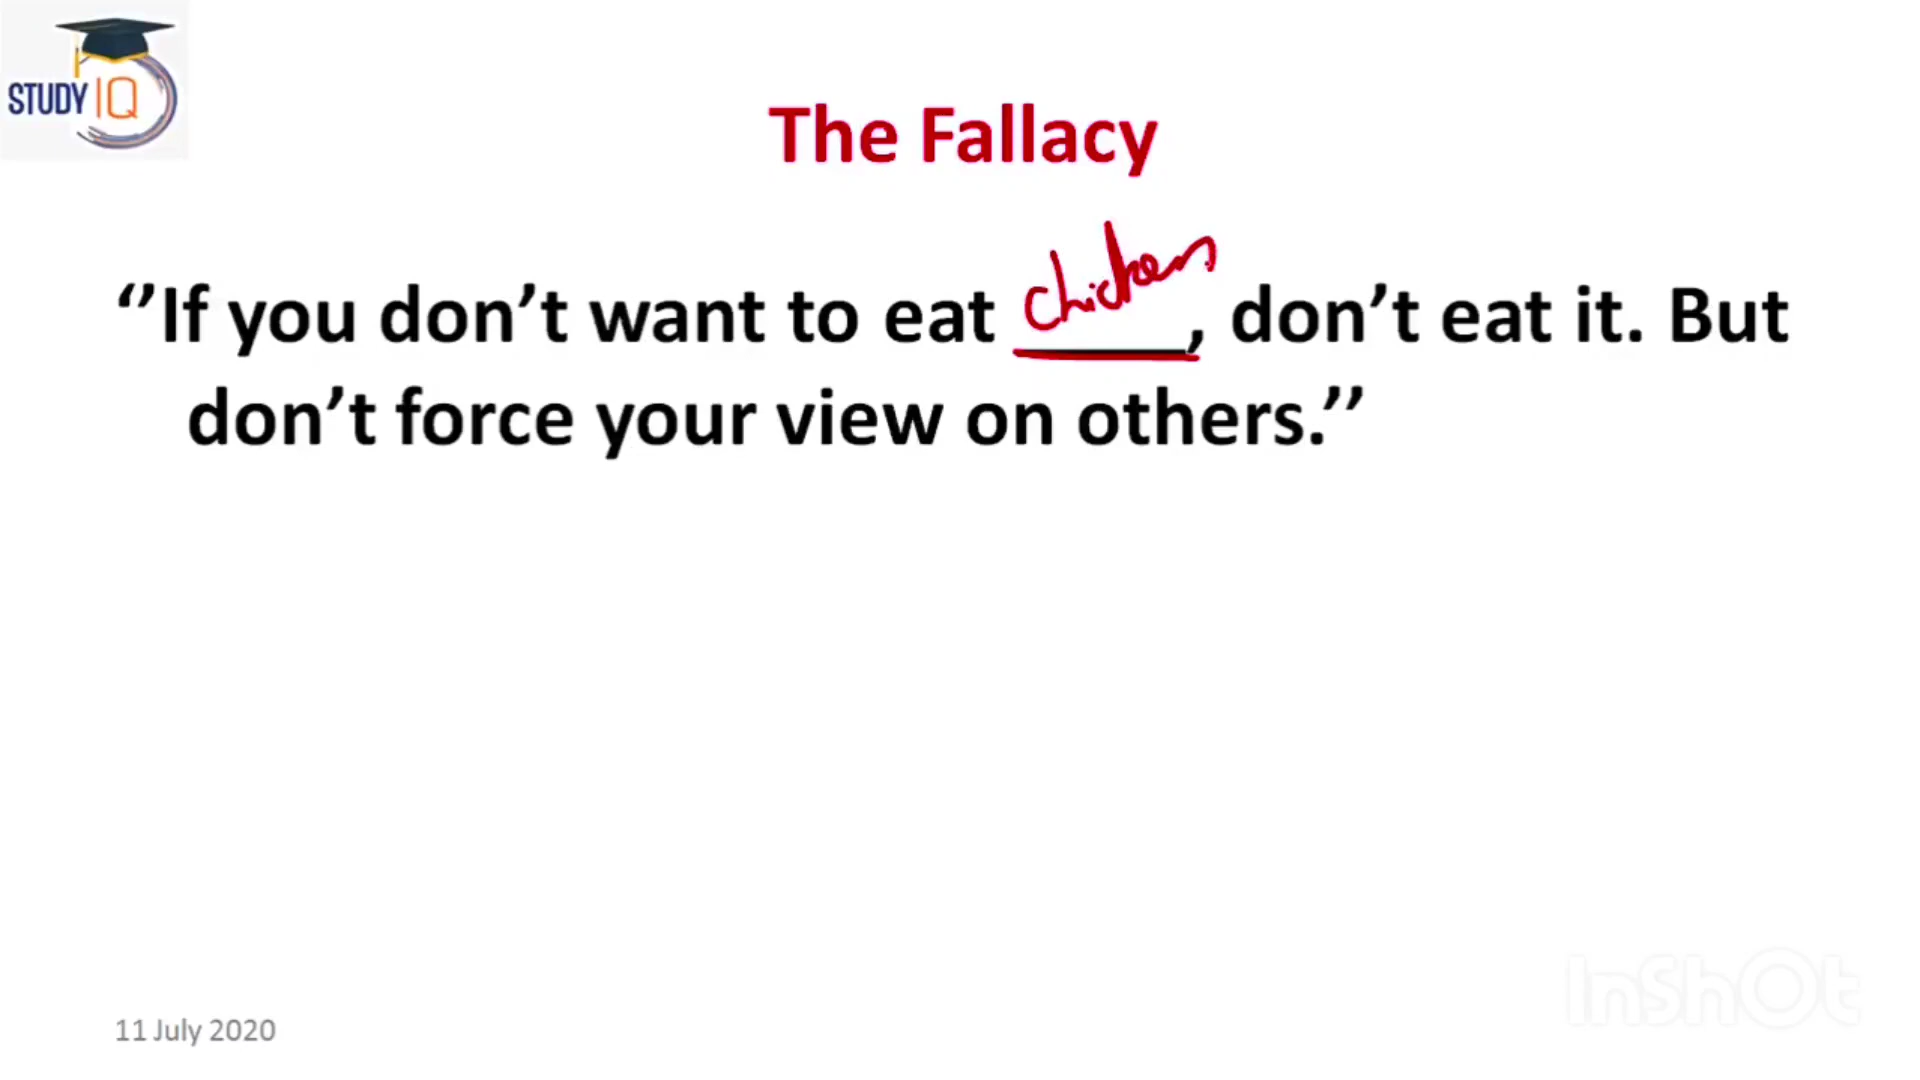 STUDY IQ
The Fallacy
‘’If you don’t want to eat chicken, don’t eat it. But
don’t force your view on others.’’
11 July 2020
InShOt